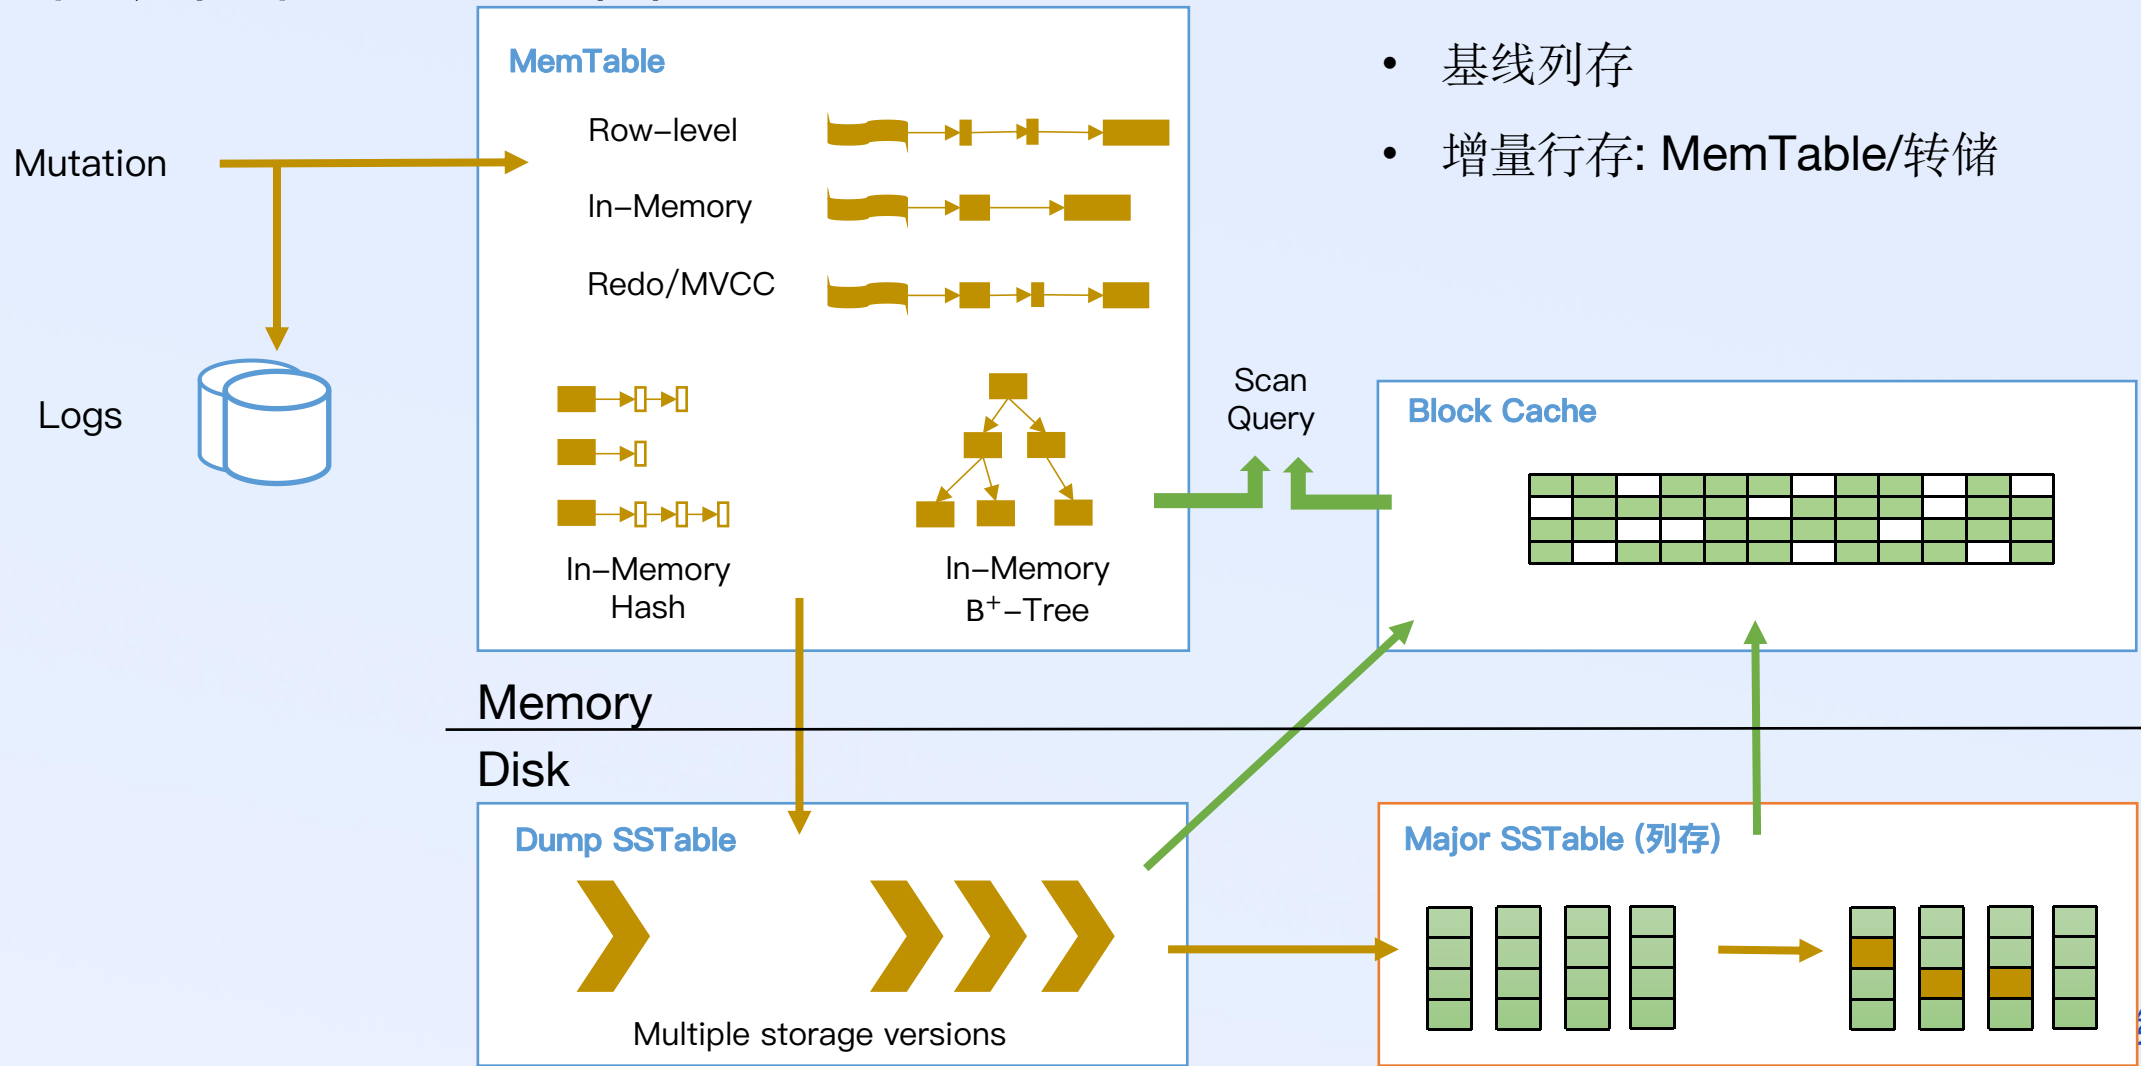 MemTable
Row-level
In-Memory
Redo/MVCC
In-Memory
Hash
In-Memory
B⁺-Tree
Mutation
Logs
• 基线列存
• 增量行存: MemTable/转储
Scan
Query
Block Cache
Memory
Disk
Dump SSTable
Multiple storage versions
Major SSTable (列存)